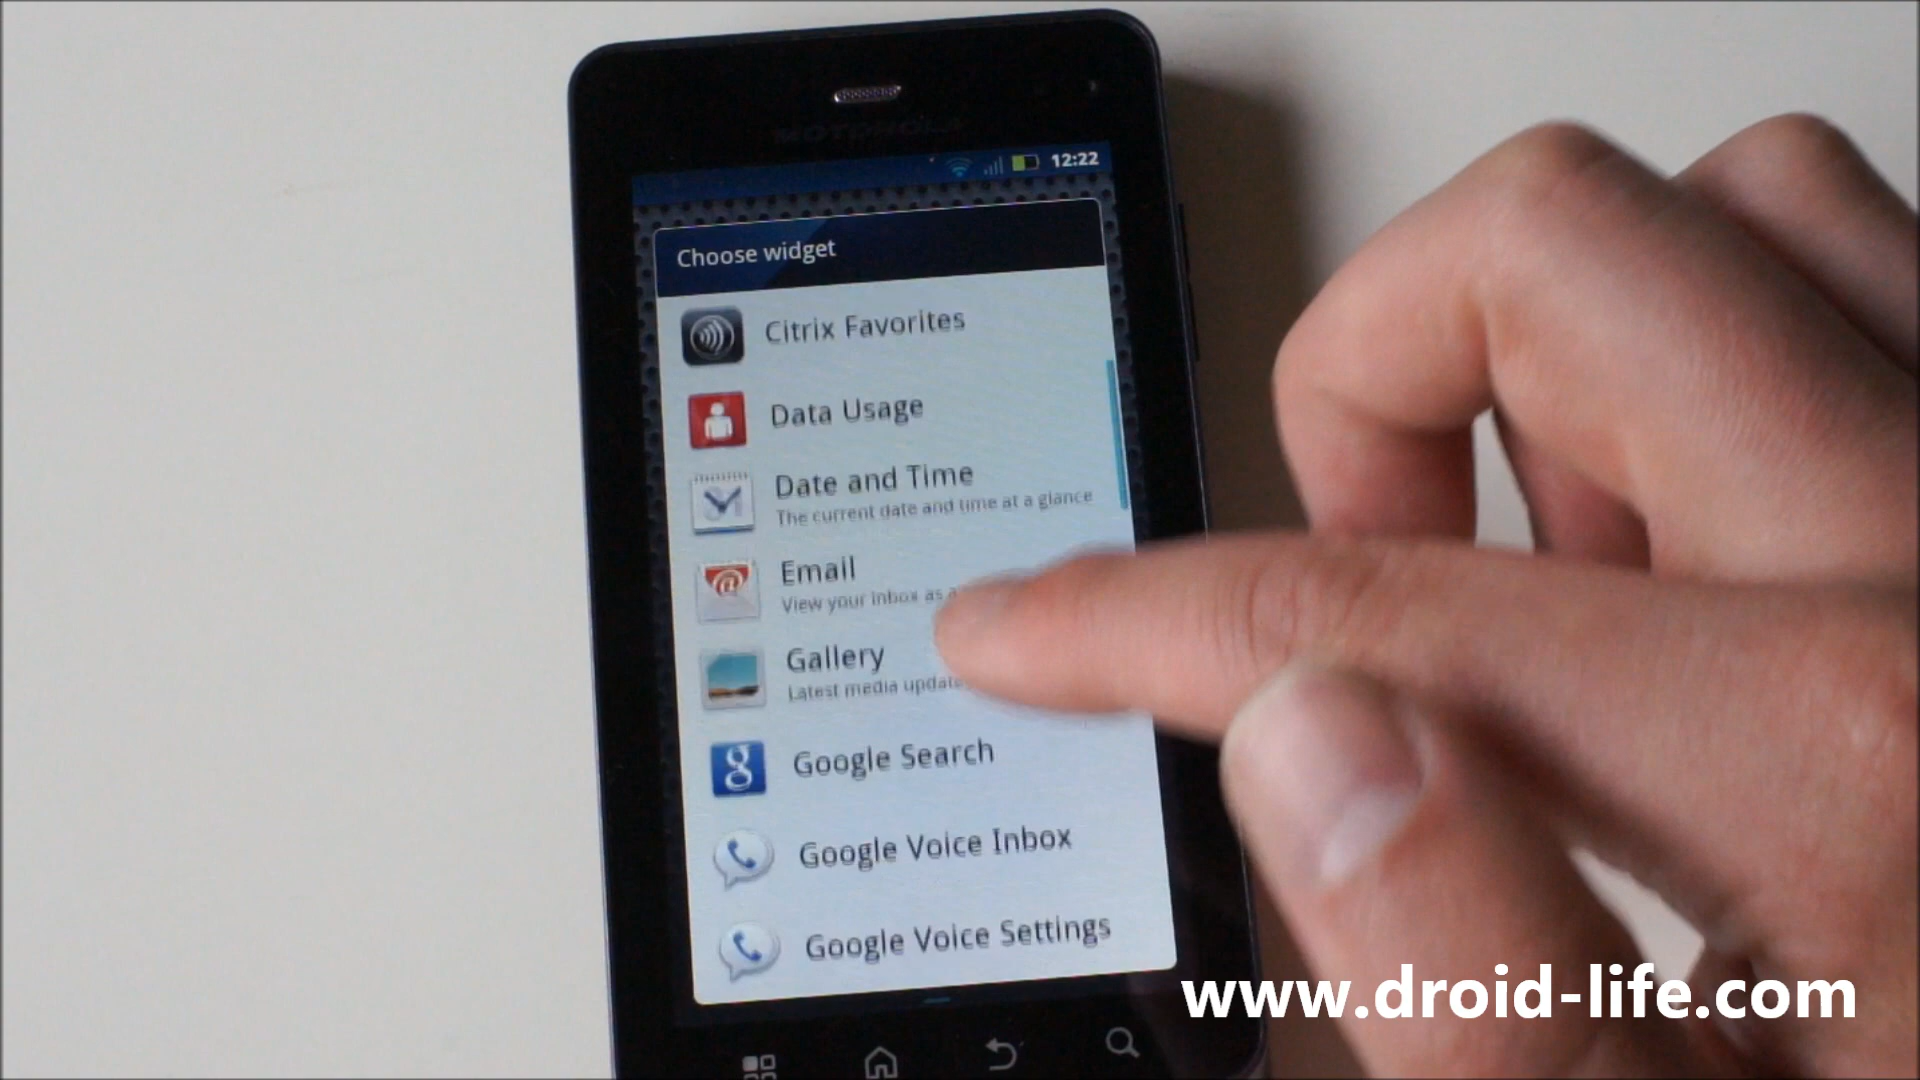 MOTOROLA
12:22
Choose widget
Citrix Favorites
Data Usage
Date and Time
The current date and time at a glance
Email
View your inbox as a
Gallery
Latest media update
Google Search
Google Voice Inbox
Google Voice Settings
www.droid-life.com